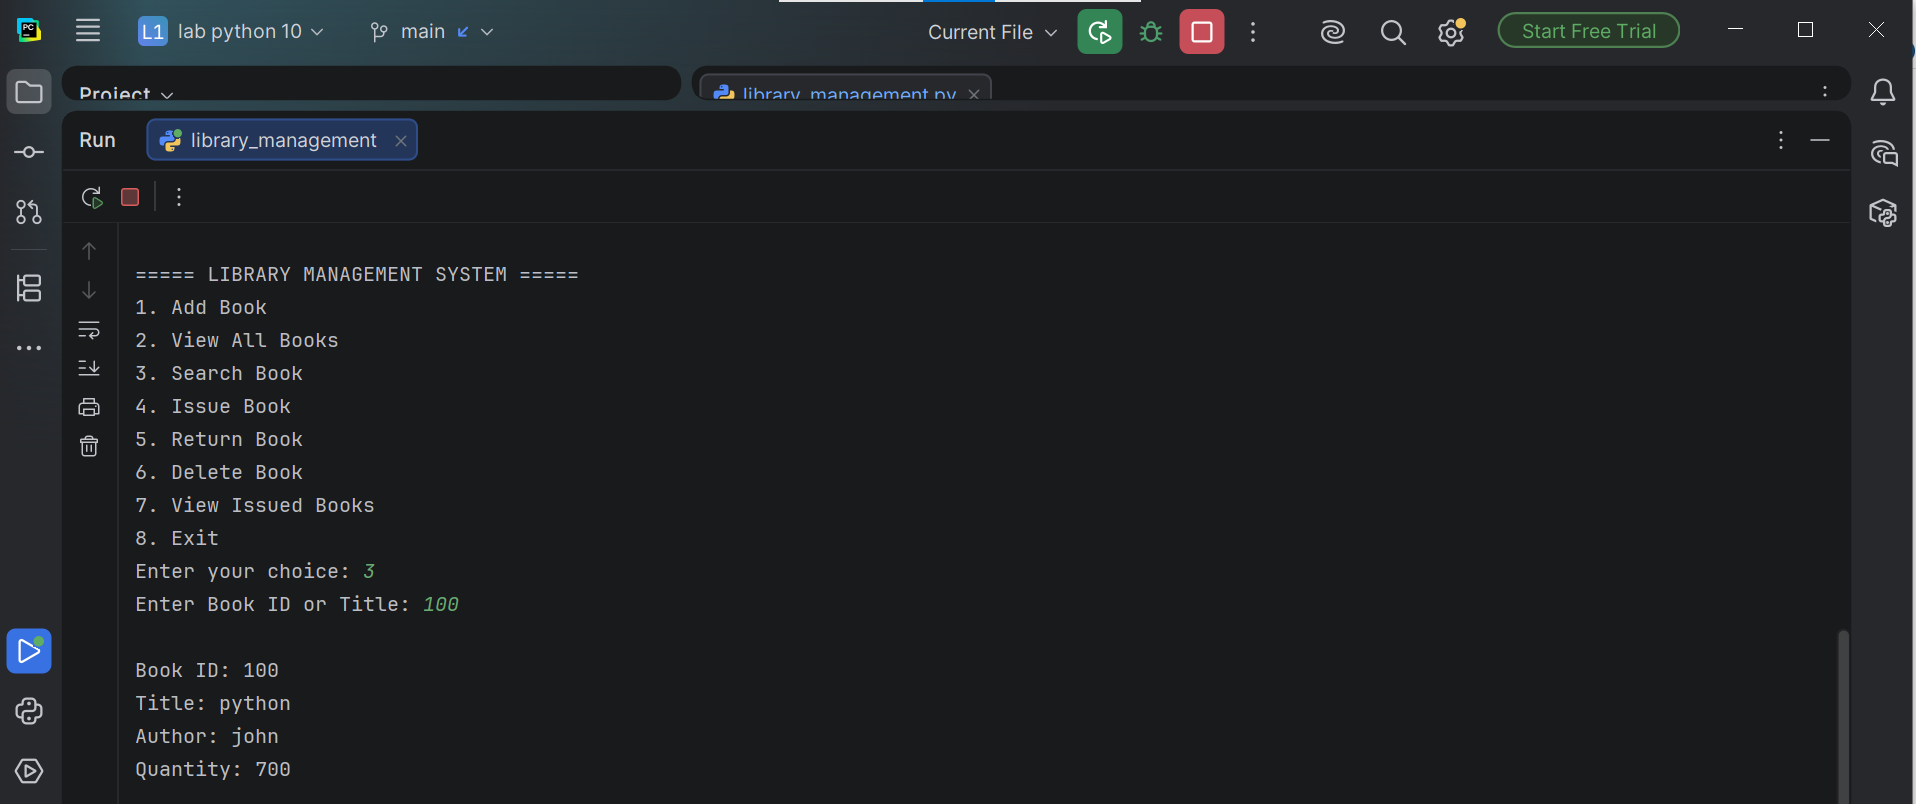 PC
L1 lab python 10 main Current File Start Free Trial
Project library_management.py
Run library_management
===== LIBRARY MANAGEMENT SYSTEM =====
1. Add Book
2. View All Books
3. Search Book
4. Issue Book
5. Return Book
6. Delete Book
7. View Issued Books
8. Exit
Enter your choice: 3
Enter Book ID or Title: 100
Book ID: 100
Title: python
Author: john
Quantity: 700